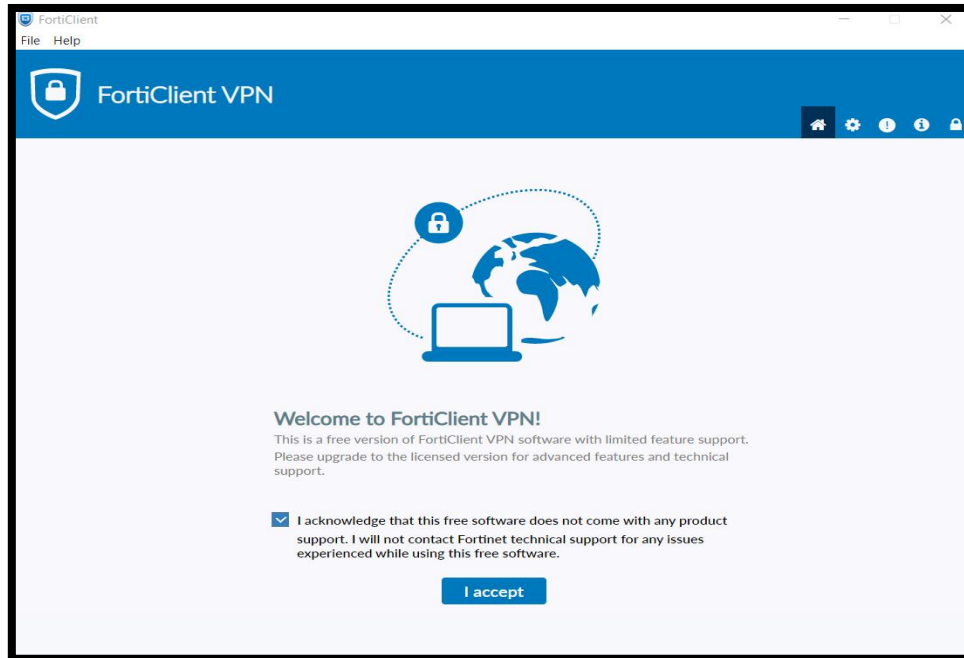 FortiClient
File Help
FortiClient VPN
Welcome to FortiClient VPN!
This is a free version of FortiClient VPN software with limited feature support.
Please upgrade to the licensed version for advanced features and technical
support.
I acknowledge that this free software does not come with any product
support. I will not contact Fortinet technical support for any issues
experienced while using this free software.
I accept